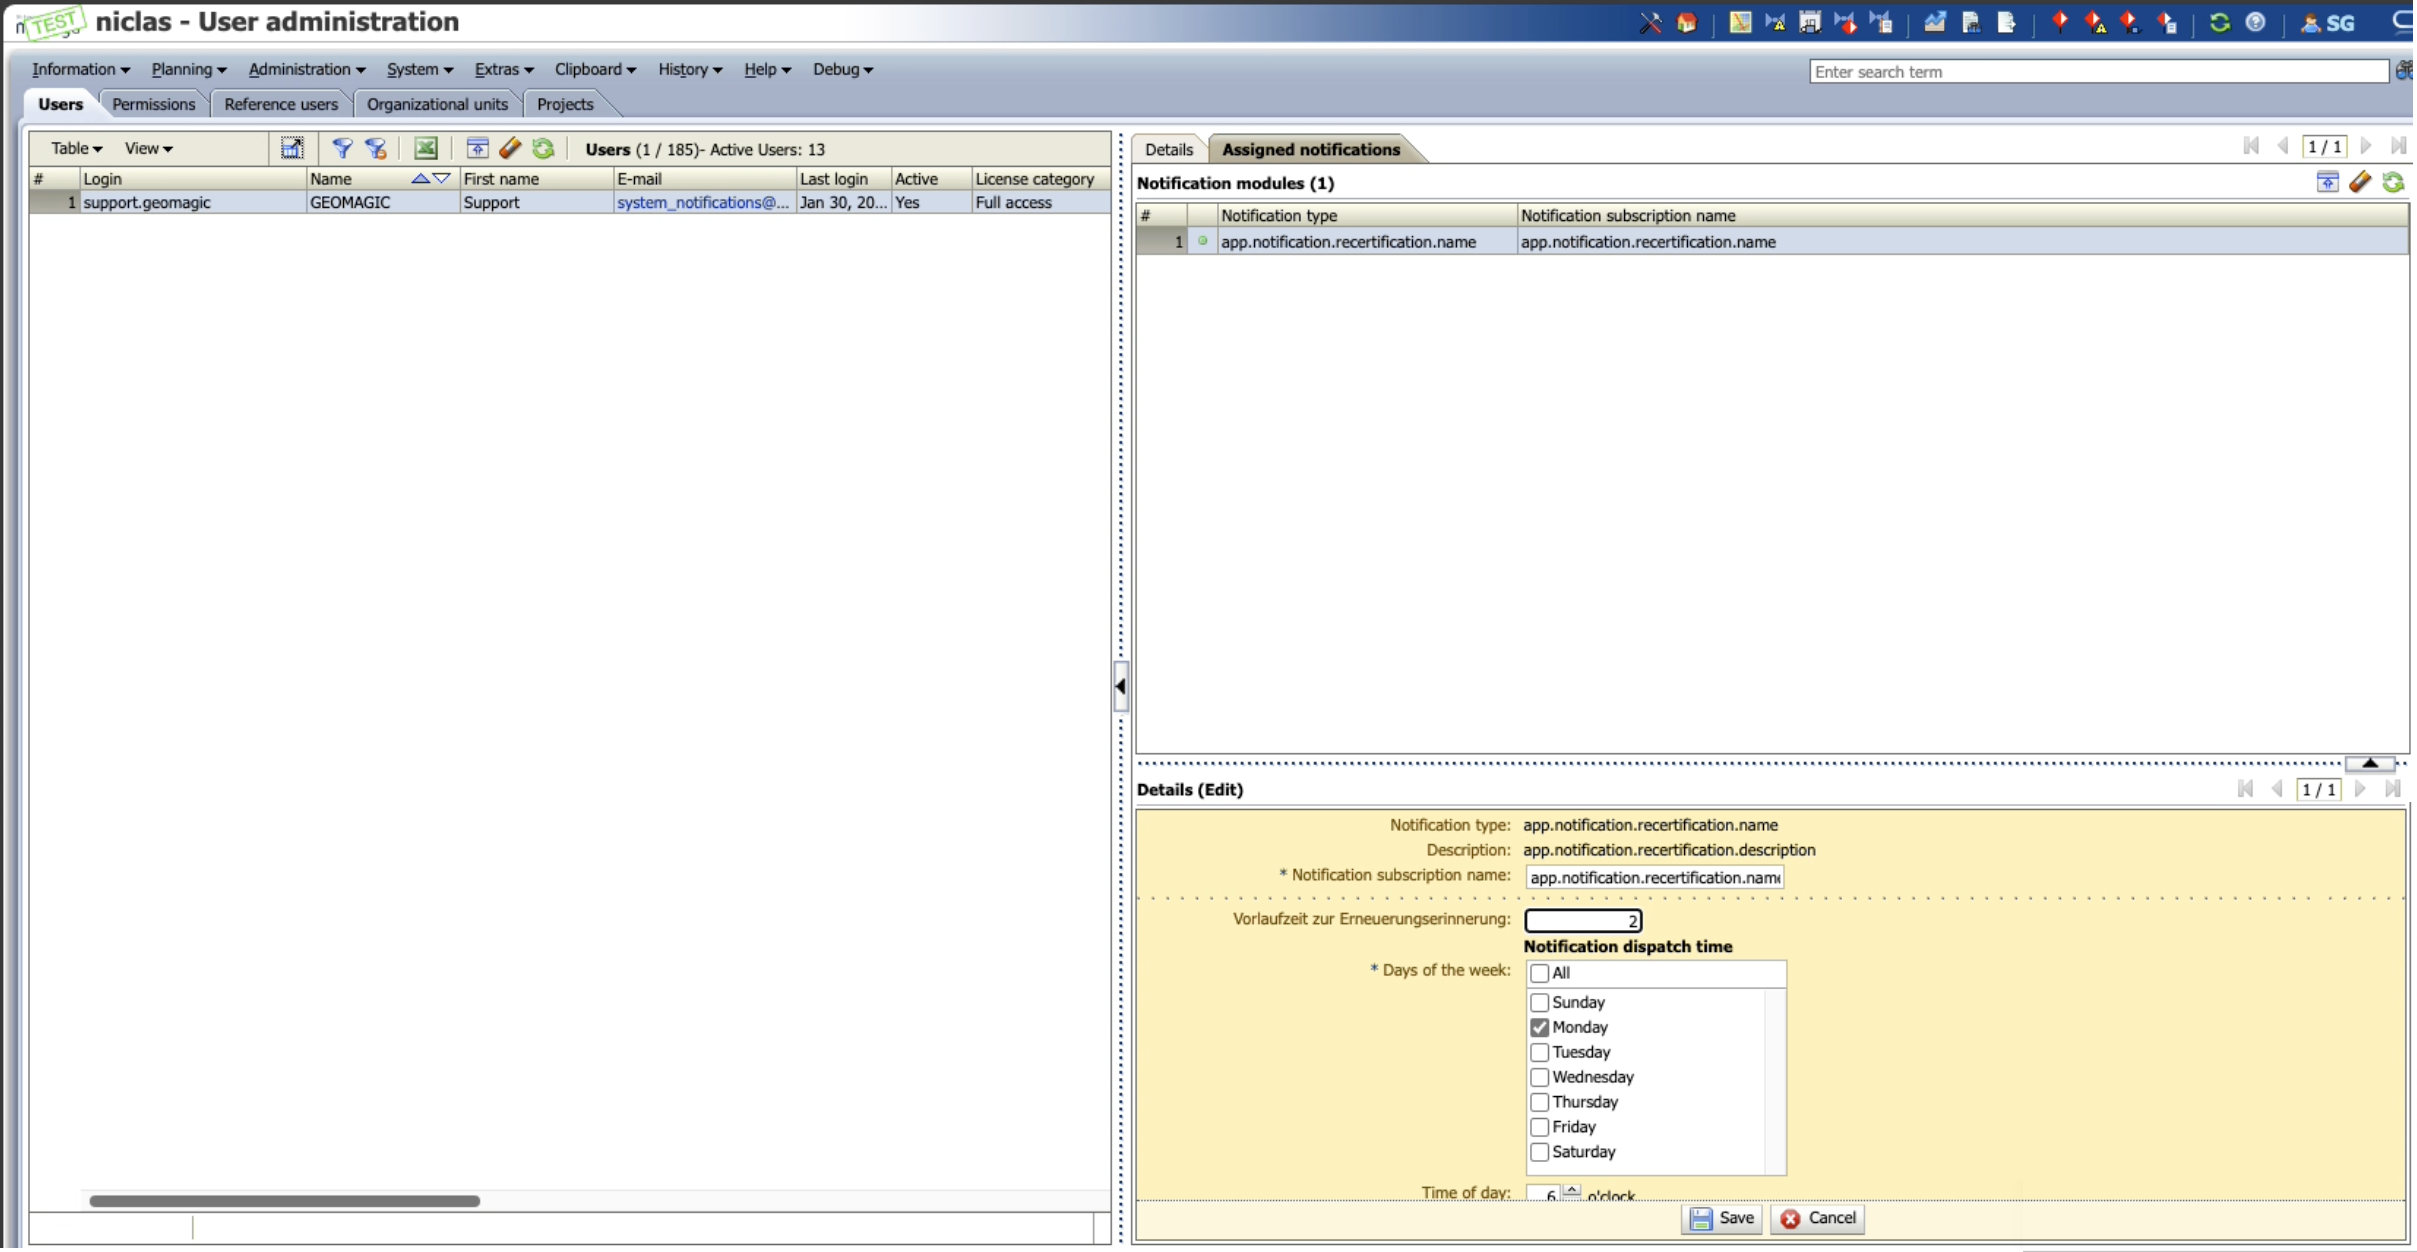 TEST niclas - User administration
SG
Information Planning Administration System Extras Clipboard History Help Debug
Enter search term
Users Permissions Reference users Organizational units Projects
Table View Users (1 / 185)- Active Users: 13
# Login Name First name E-mail Last login Active License category
1 support.geomagic GEOMAGIC Support system_notifications@... Jan 30, 20... Yes Full access
Details Assigned notifications 1 / 1
Notification modules (1)
# Notification type Notification subscription name
1 app.notification.recertification.name app.notification.recertification.name
Details (Edit) 1 / 1
Notification type: app.notification.recertification.name
Description: app.notification.recertification.description
* Notification subscription name: app.notification.recertification.name
Vorlaufzeit zur Erneuerungserinnerung: 2
Notification dispatch time
* Days of the week: All
Sunday
Monday
Tuesday
Wednesday
Thursday
Friday
Saturday
Time of day: 6 o'clock
Save Cancel